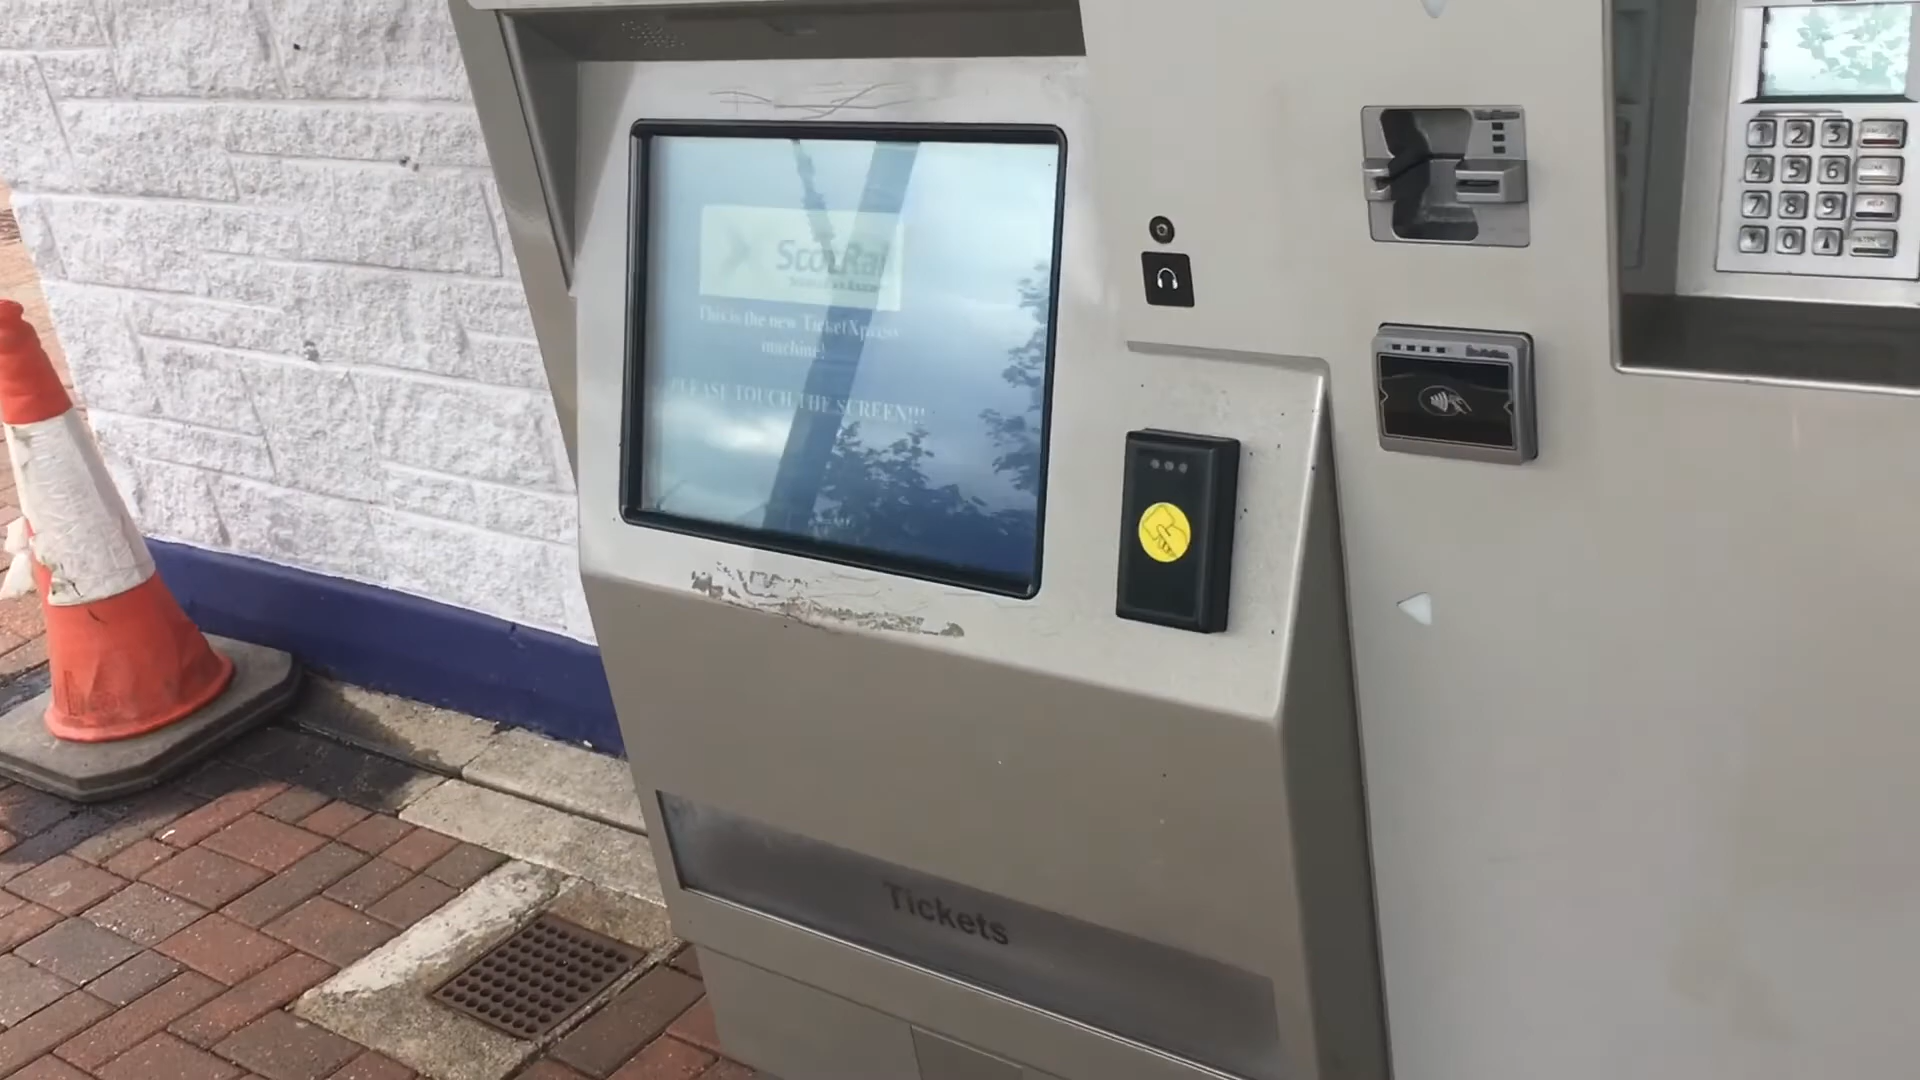 ScotRail
This is the new TicketXpress
machine!
PLEASE TOUCH THE SCREEN!!!
1 2 3
4 5 6
7 8 9
0
Tickets